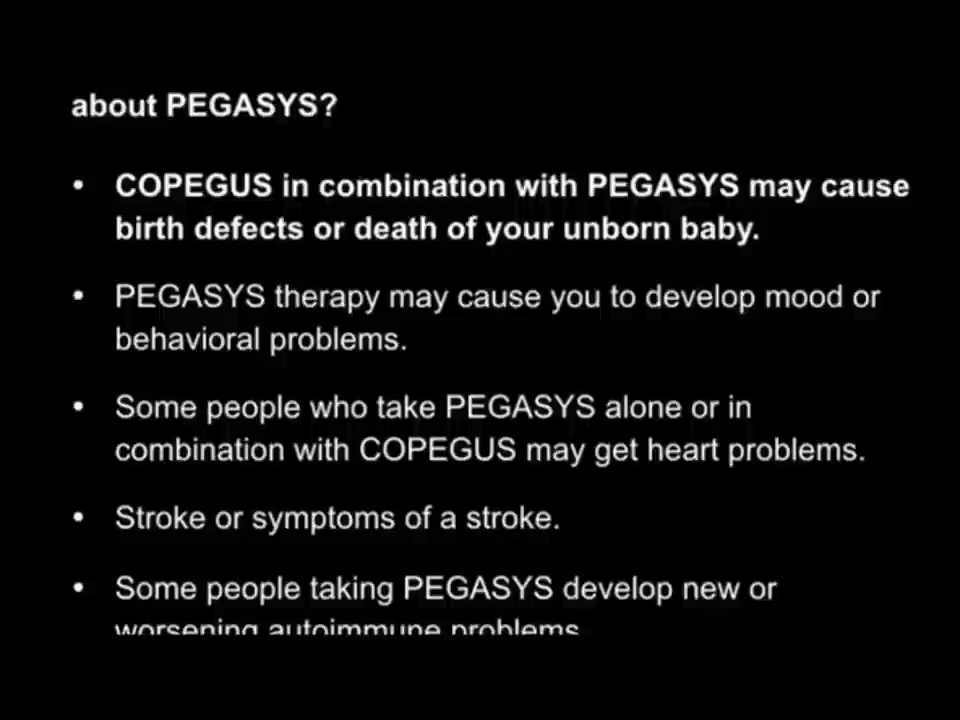 about PEGASYS?
• COPEGUS in combination with PEGASYS may cause
birth defects or death of your unborn baby.
• PEGASYS therapy may cause you to develop mood or
behavioral problems.
• Some people who take PEGASYS alone or in
combination with COPEGUS may get heart problems.
• Stroke or symptoms of a stroke.
• Some people taking PEGASYS develop new or
worsening autoimmune problems